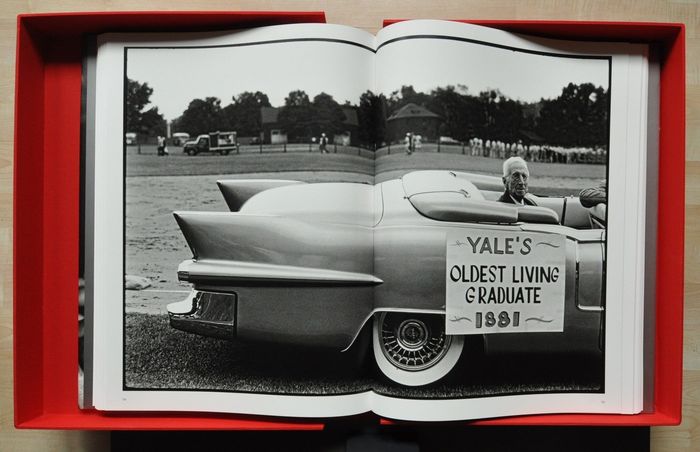 YALE'S
OLDEST LIVING
GRADUATE
1881